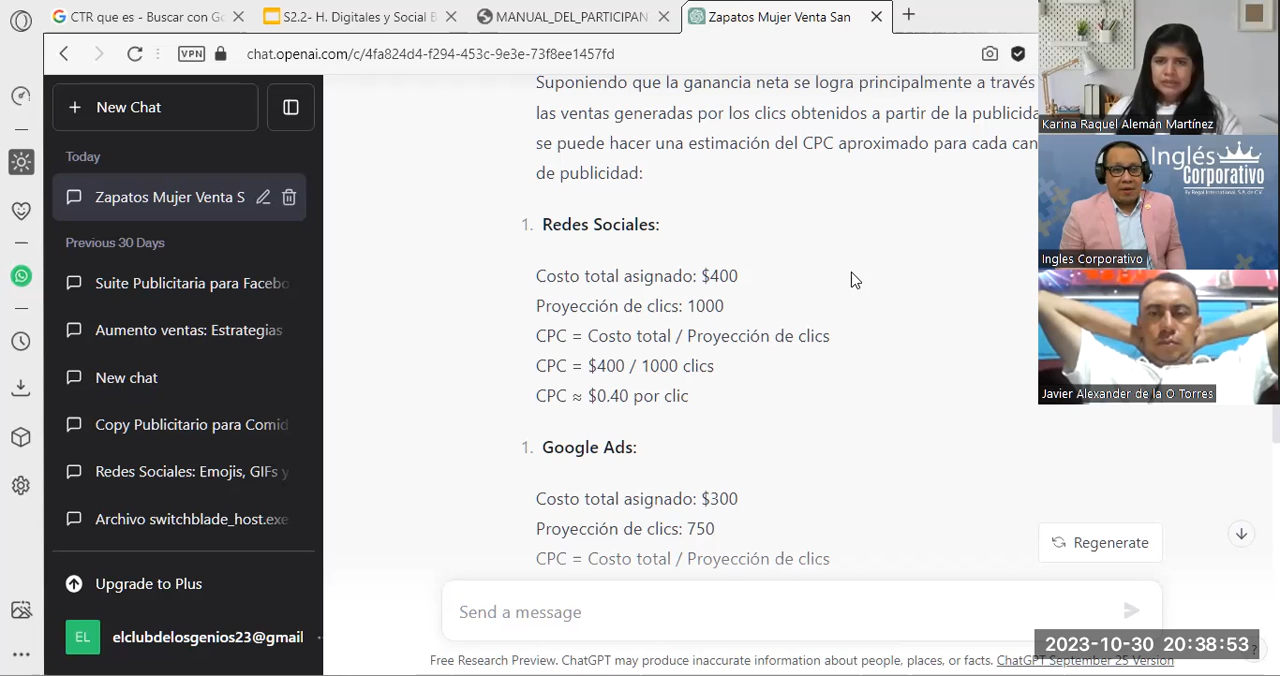 CTR que es - Buscar con Go
S2.2- H. Digitales y Social B
MANUAL_DEL_PARTICIPAN
Zapatos Mujer Venta San
VPN
chat.openai.com/c/4fa824d4-f294-453c-9e3e-73f8ee1457fd
New Chat
Today
Zapatos Mujer Venta S
Previous 30 Days
Suite Publicitaria para Facebo
Aumento ventas: Estrategias
New chat
Copy Publicitario para Comid
Redes Sociales: Emojis, GIFs y
Archivo switchblade_host.exe
Upgrade to Plus
EL
elclubdelosgenios23@gmail
Suponiendo que la ganancia neta se logra principalmente a través
las ventas generadas por los clics obtenidos a partir de la publicida
se puede hacer una estimación del CPC aproximado para cada can
de publicidad:
1. Redes Sociales:
Costo total asignado: $400
Proyección de clics: 1000
CPC = Costo total / Proyección de clics
CPC = $400 / 1000 clics
CPC ≈ $0.40 por clic
1. Google Ads:
Costo total asignado: $300
Proyección de clics: 750
CPC = Costo total / Proyección de clics
Regenerate
Send a message
Free Research Preview. ChatGPT may produce inaccurate information about people, places, or facts. ChatGPT September 25 Version
Karina Raquel Alemán Martínez
Inglés
Corporativo
By Regal International, S.A. de C.V.
Ingles Corporativo
Javier Alexander de la O Torres
2023-10-30 20:38:53